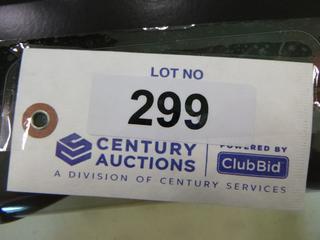 LOT NO
299
CENTURY
AUCTIONS
POWERED BY
ClubBid
A DIVISION OF CENTURY SERVICES